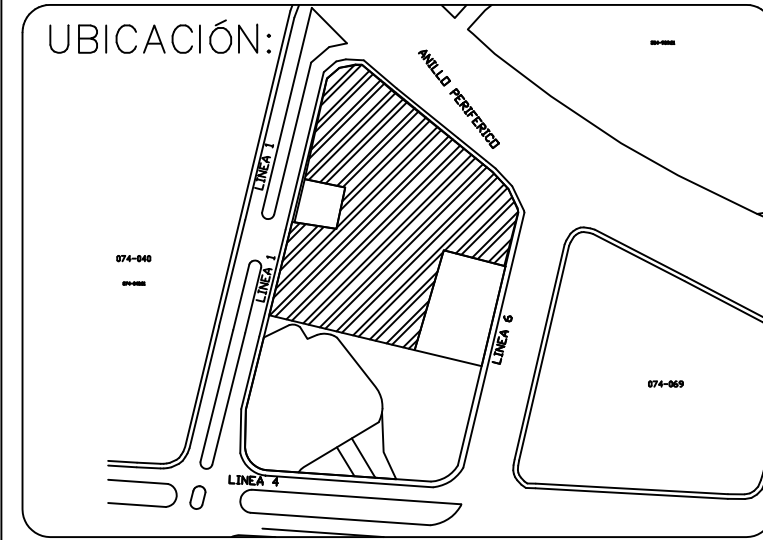 UBICACIÓN:
ANILLO PERIFERICO
LINEA 1
074-040
LINEA 1
LINEA 6
074-069
LINEA 4